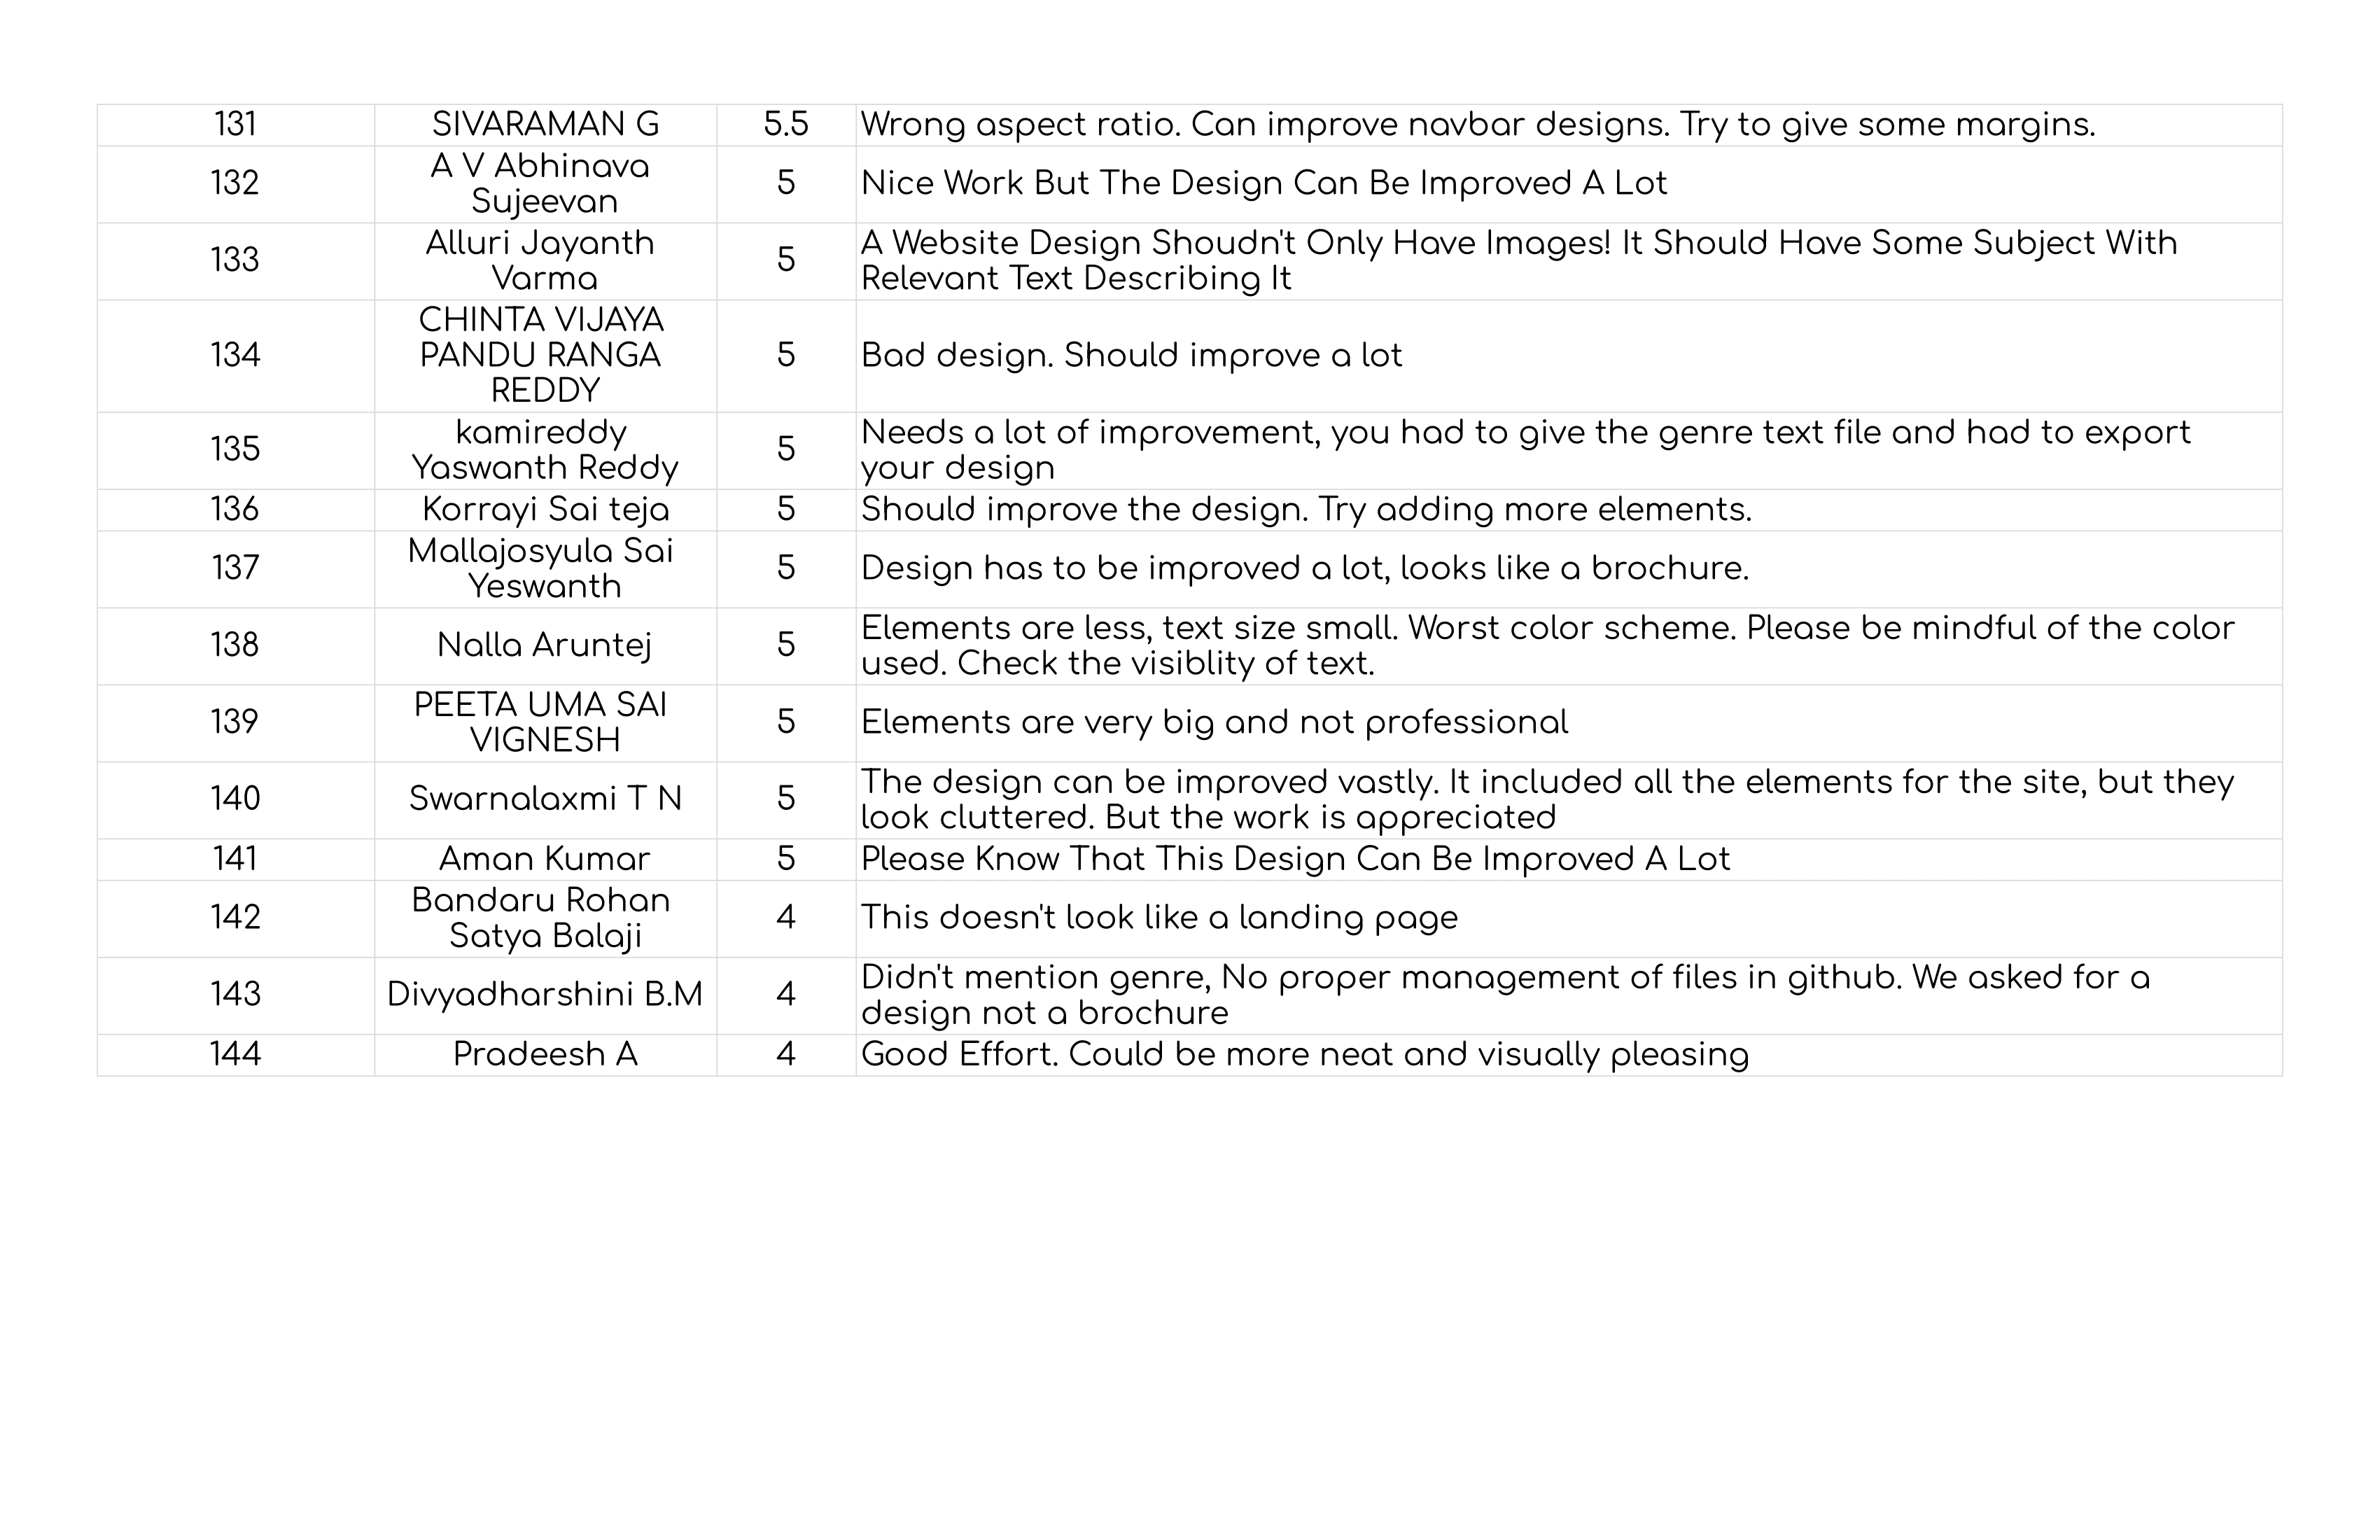 131 SIVARAMAN G 5.5 Wrong aspect ratio. Can improve navbar designs. Try to give some margins.
132 A V Abhinava
Sujeevan 5 Nice Work But The Design Can Be Improved A Lot
133 Alluri Jayanth
Varma 5 A Website Design Shoudn't Only Have Images! It Should Have Some Subject With
Relevant Text Describing It
134 CHINTA VIJAYA
PANDU RANGA
REDDY 5 Bad design. Should improve a lot
135 kamireddy
Yaswanth Reddy 5 Needs a lot of improvement, you had to give the genre text file and had to export
your design
136 Korrayi Sai teja 5 Should improve the design. Try adding more elements.
137 Mallajosyula Sai
Yeswanth 5 Design has to be improved a lot, looks like a brochure.
138 Nalla Aruntej 5 Elements are less, text size small. Worst color scheme. Please be mindful of the color
used. Check the visiblity of text.
139 PEETA UMA SAI
VIGNESH 5 Elements are very big and not professional
140 Swarnalaxmi T N 5 The design can be improved vastly. It included all the elements for the site, but they
look cluttered. But the work is appreciated
141 Aman Kumar 5 Please Know That This Design Can Be Improved A Lot
142 Bandaru Rohan
Satya Balaji 4 This doesn't look like a landing page
143 Divyadharshini B.M 4 Didn't mention genre, No proper management of files in github. We asked for a
design not a brochure
144 Pradeesh A 4 Good Effort. Could be more neat and visually pleasing